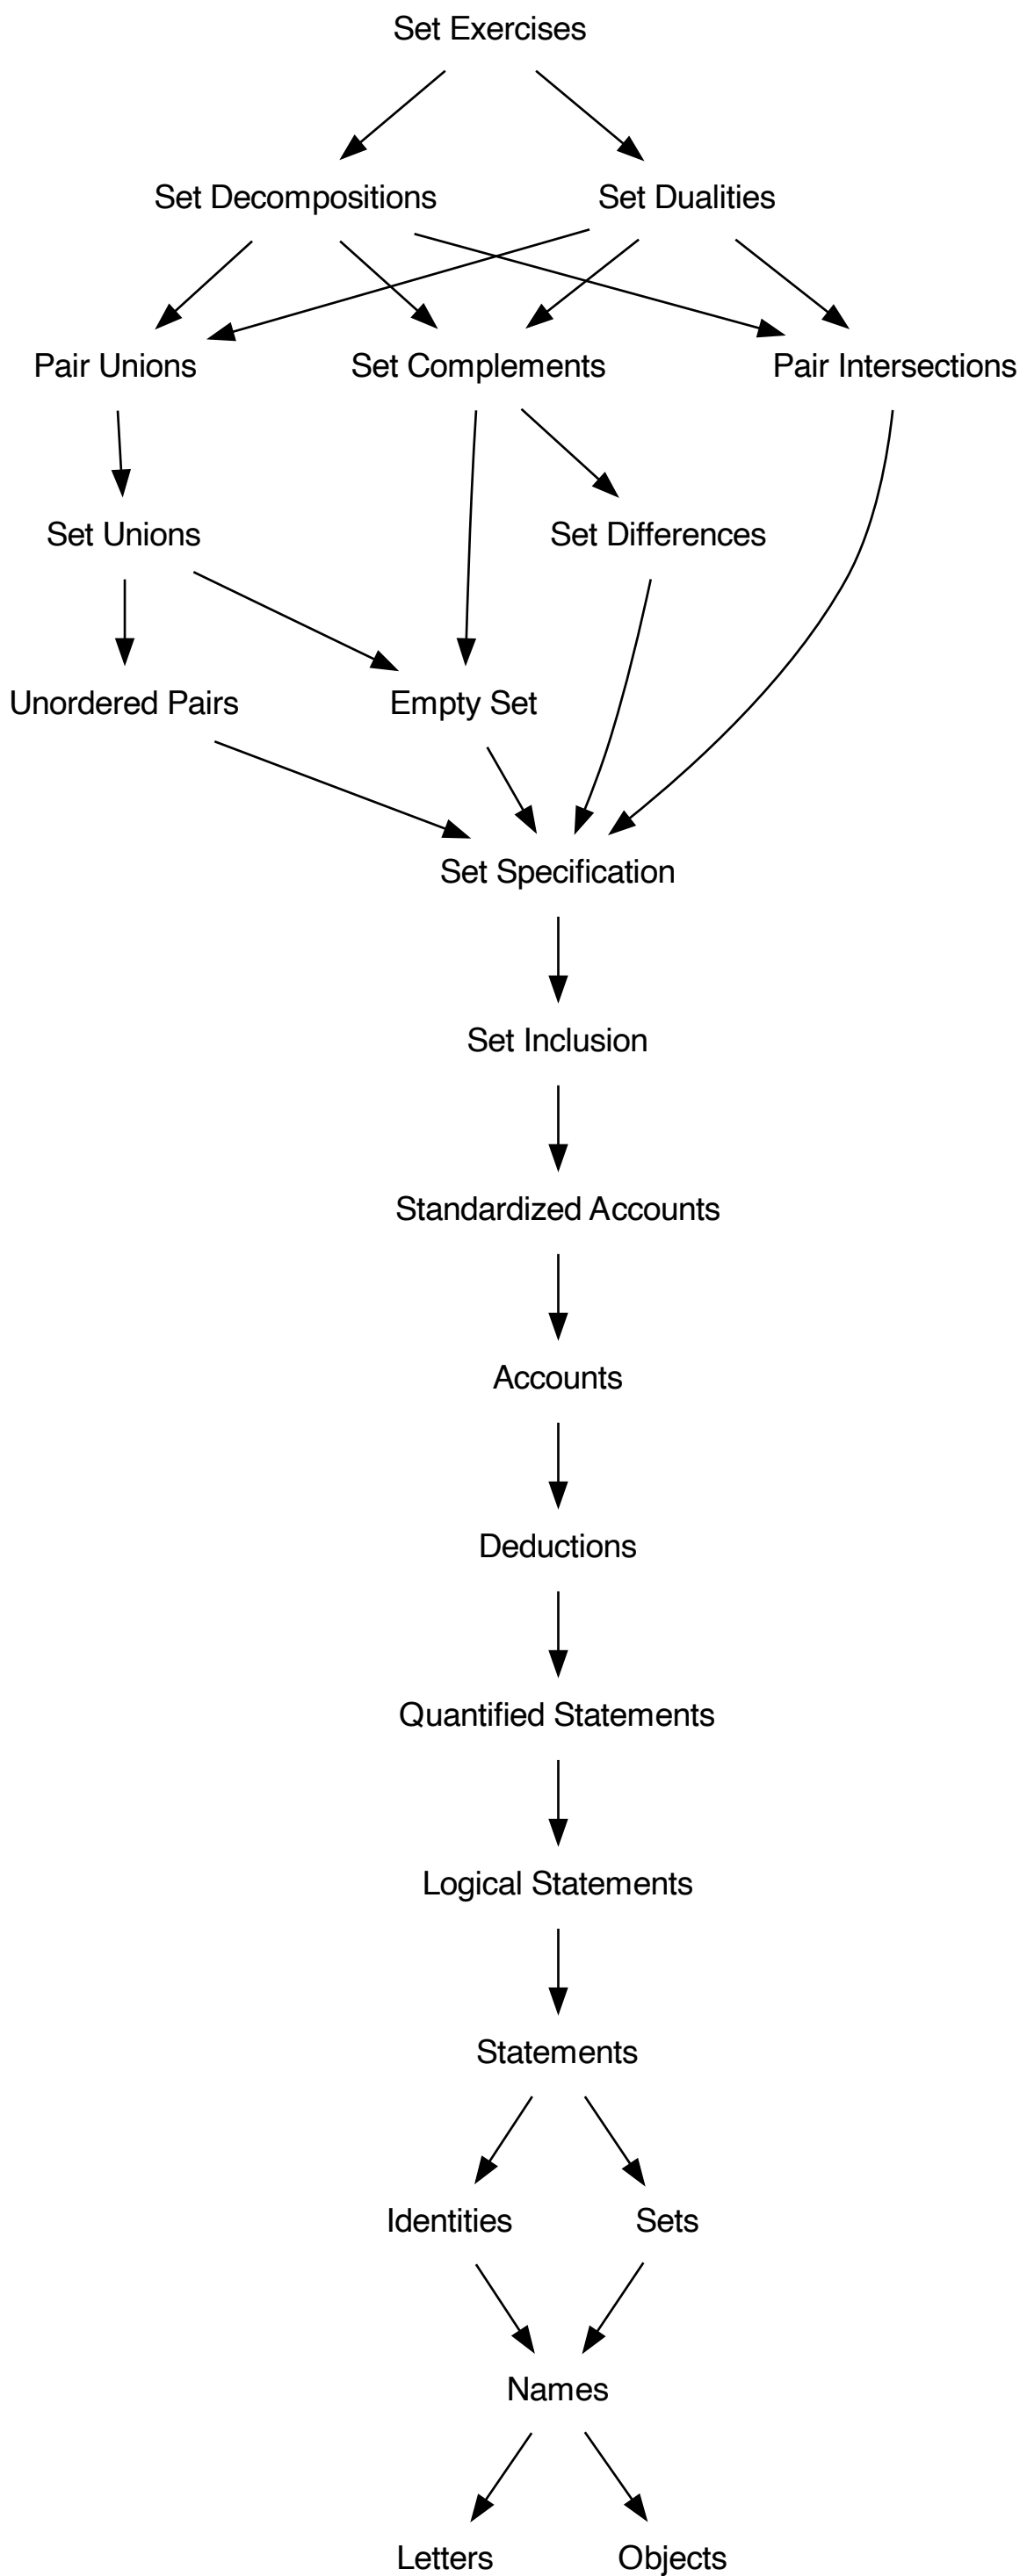 Set Exercises
Set Decompositions
Set Dualities
Pair Unions
Set Complements
Pair Intersections
Set Unions
Set Differences
Unordered Pairs
Empty Set
Set Specification
Set Inclusion
Standardized Accounts
Accounts
Deductions
Quantified Statements
Logical Statements
Statements
Identities
Sets
Names
Letters
Objects